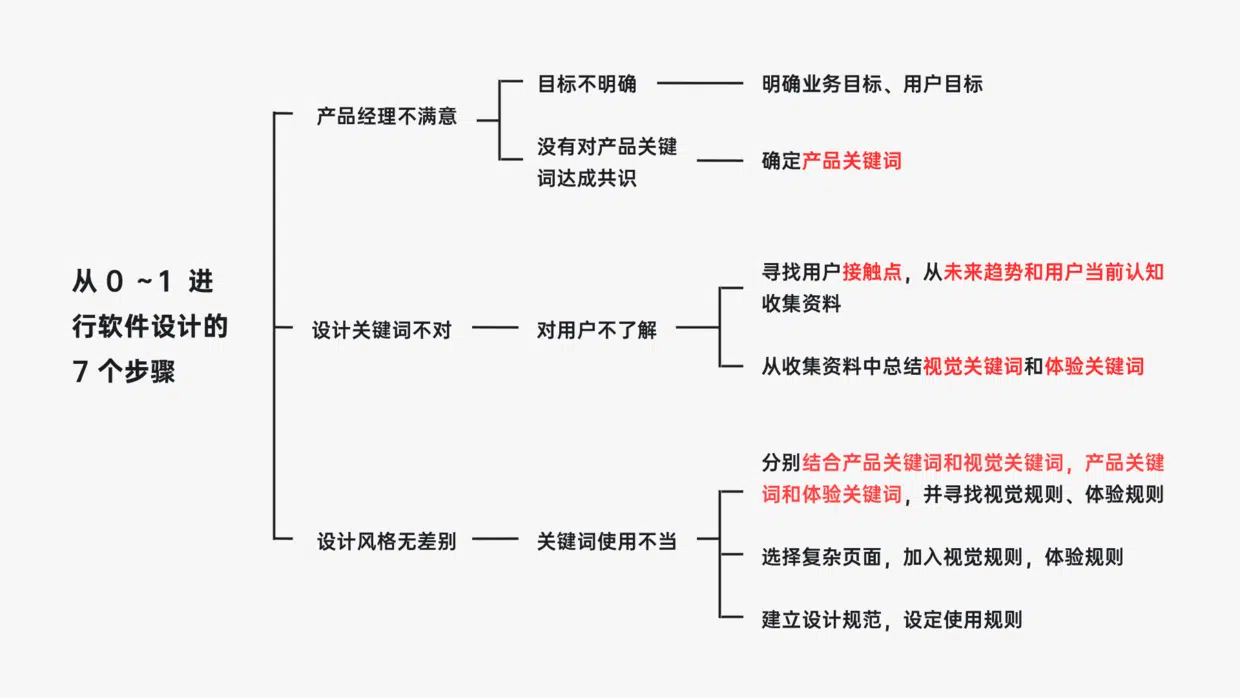 从 0 ~1 进
行软件设计的
7 个步骤
产品经理不满意
目标不明确
明确业务目标、用户目标
没有对产品关键
词达成共识
确定产品关键词
设计关键词不对
对用户不了解
寻找用户接触点，从未来趋势和用户当前认知
收集资料
从收集资料中总结视觉关键词和体验关键词
设计风格无差别
关键词使用不当
分别结合产品关键词和视觉关键词，产品关键
词和体验关键词，并寻找视觉规则、体验规则
选择复杂页面，加入视觉规则，体验规则
建立设计规范，设定使用规则